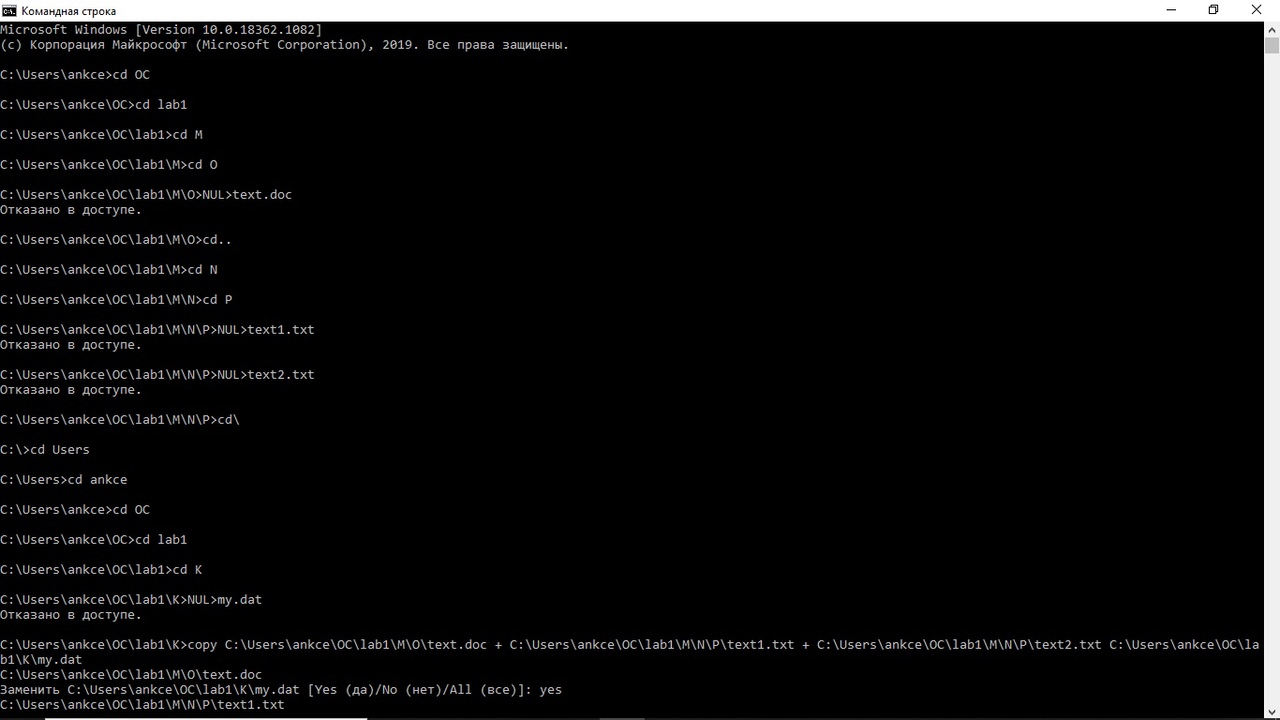 Командная строка
Microsoft Windows [Version 10.0.18362.1082]
(c) Корпорация Майкрософт (Microsoft Corporation), 2019. Все права защищены.
C:\Users\ankce>cd OC
C:\Users\ankce\OC>cd lab1
C:\Users\ankce\OC\lab1>cd M
C:\Users\ankce\OC\lab1\M>cd O
C:\Users\ankce\OC\lab1\M\O>NUL>text.doc
Отказано в доступе.
C:\Users\ankce\OC\lab1\M\O>cd..
C:\Users\ankce\OC\lab1\M>cd N
C:\Users\ankce\OC\lab1\M\N>cd P
C:\Users\ankce\OC\lab1\M\N\P>NUL>text1.txt
Отказано в доступе.
C:\Users\ankce\OC\lab1\M\N\P>NUL>text2.txt
Отказано в доступе.
C:\Users\ankce\OC\lab1\M\N\P>cd\
C:\>cd Users
C:\Users>cd ankce
C:\Users\ankce>cd OC
C:\Users\ankce\OC>cd lab1
C:\Users\ankce\OC\lab1>cd K
C:\Users\ankce\OC\lab1\K>NUL>my.dat
Отказано в доступе.
C:\Users\ankce\OC\lab1\K>copy C:\Users\ankce\OC\lab1\M\O\text.doc + C:\Users\ankce\OC\lab1\M\N\P\text1.txt + C:\Users\ankce\OC\lab1\M\N\P\text2.txt C:\Users\ankce\OC\la
b1\K\my.dat
C:\Users\ankce\OC\lab1\M\O\text.doc
Заменить C:\Users\ankce\OC\lab1\K\my.dat [Yes (да)/No (нет)/All (все)]: yes
C:\Users\ankce\OC\lab1\M\N\P\text1.txt